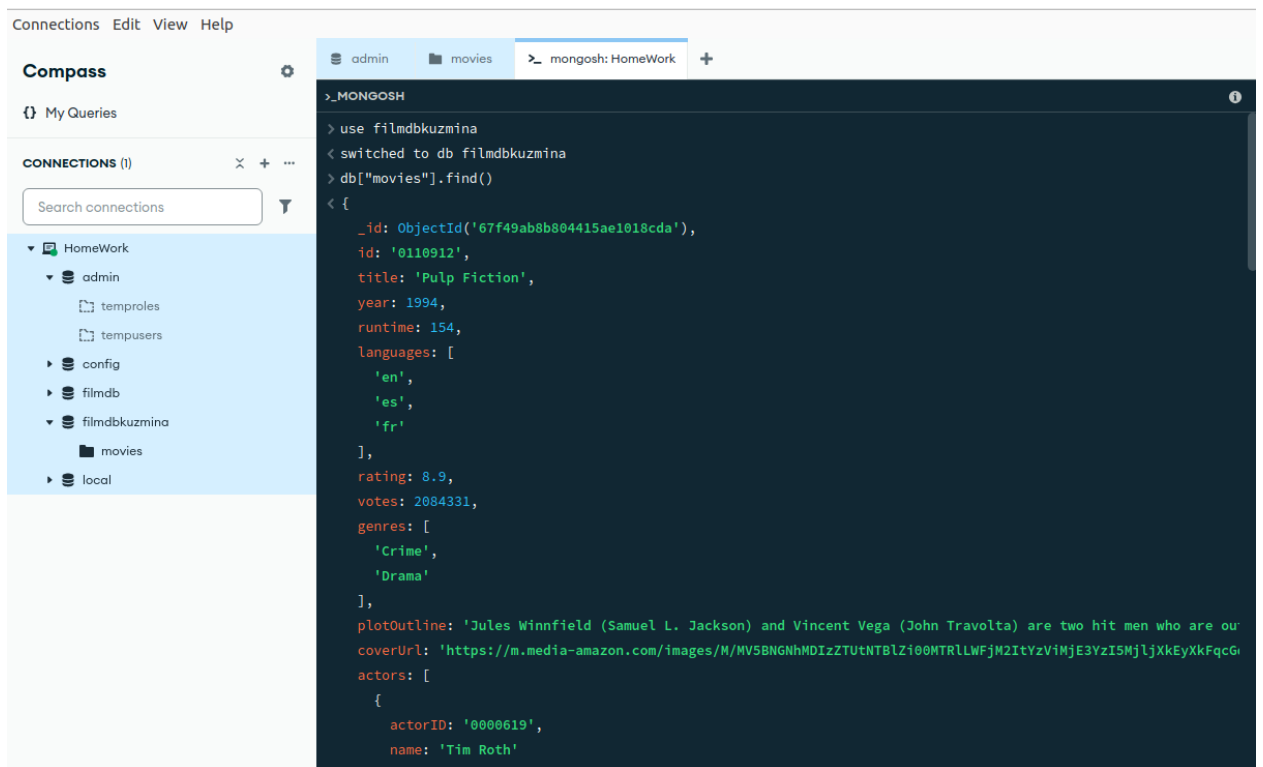 Connections Edit View Help
Compass
{} My Queries
CONNECTIONS (1)
Search connections
HomeWork
admin
temproles
tempusers
config
filmdb
filmdbkuzmina
movies
local
admin movies >_ mongosh: HomeWork +
>_MONGOSH
> use filmdbkuzmina
< switched to db filmdbkuzmina
> db["movies"].find()
< {
_id: ObjectId('67f49ab8b804415ae1018cda'),
id: '0110912',
title: 'Pulp Fiction',
year: 1994,
runtime: 154,
languages: [
'en',
'es',
'fr'
],
rating: 8.9,
votes: 2084331,
genres: [
'Crime',
'Drama'
],
plotOutline: 'Jules Winnfield (Samuel L. Jackson) and Vincent Vega (John Travolta) are two hit men who are ou
coverUrl: 'https://m.media-amazon.com/images/M/MV5BNGNhMDIzZTUtNTBlZi00MTRlLWFjM2ItYzViMjE3YzI5MjljXkEyXkFqcG
actors: [
{
actorID: '0000619',
name: 'Tim Roth'